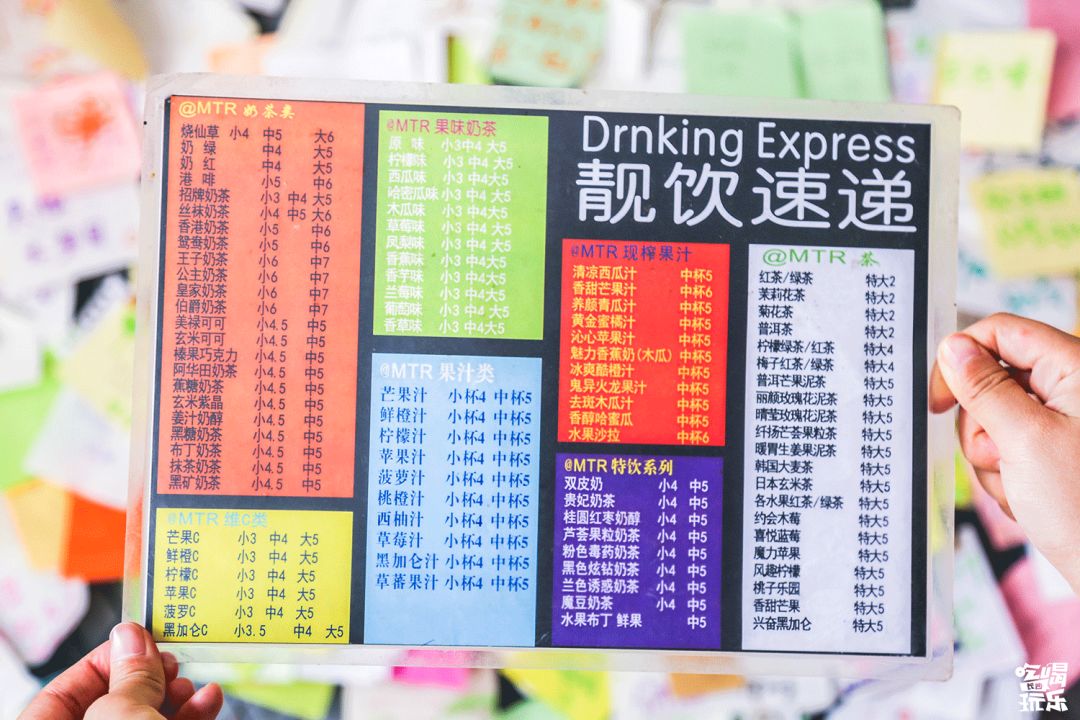 @MTR 奶茶类
烧仙草 小4 中5 大6
奶 绿 中4 大5
奶 红 中4 大5
港 啡 小5 中6
招牌奶茶 小3 中4 大5
丝袜奶茶 小4 中5 大6
香港奶茶 小5 中6
鸳鸯奶茶 小5 中6
王子奶茶 小6 中7
公主奶茶 小6 中7
皇家奶茶 小6 中7
伯爵奶茶 小6 中7
美禄可可 小4.5 中5
玄米可可 小4.5 中5
榛果巧克力 小4.5 中5
阿华田奶茶 小4.5 中5
蕉糖奶茶 小4.5 中5
玄米紫晶 小4.5 中5
姜汁奶醇 小4.5 中5
黑糖奶茶 小4.5 中5
布丁奶茶 小4.5 中5
抹茶奶茶 小4.5 中5
黑矿奶茶 小4.5 中5
@MTR 维C类
芒果C 小3 中4 大5
鲜橙C 小3 中4 大5
柠檬C 小3 中4 大5
苹果C 小3 中4 大5
菠萝C 小3 中4 大5
黑加仑C 小3.5 中4 大5
@MTR 果味奶茶
原 味 小3中4 大5
柠檬味 小3 中4 大5
西瓜味 小3 中4大5
哈密瓜味 小3 中4 大5
木瓜味 小3 中4大5
草莓味 小3 中4 大5
凤梨味 小3 中4 大5
香蕉味 小3 中4大5
香芋味 小3 中4 大5
兰莓味 小3 中4大5
葡萄味 小3 中4 大5
香草味 小3 中4大5
@MTR 果汁类
芒果汁 小杯4 中杯5
鲜橙汁 小杯4 中杯5
柠檬汁 小杯4 中杯5
苹果汁 小杯4 中杯5
菠萝汁 小杯4 中杯5
桃橙汁 小杯4 中杯5
西柚汁 小杯4 中杯5
草莓汁 小杯4 中杯5
黑加仑汁 小杯4 中杯5
草蕃果汁 小杯4 中杯5
Drnking Express
靓饮速递
@MTR 现榨果汁
清凉西瓜汁 中杯5
香甜芒果汁 中杯6
养颜青瓜汁 中杯5
黄金蜜橘汁 中杯5
沁心苹果汁 中杯5
魅力香蕉奶(木瓜) 中杯5
冰爽酷橙汁 中杯5
鬼异火龙果汁 中杯5
去斑木瓜汁 中杯5
香醇哈蜜瓜 中杯5
水果沙拉 中杯6
@MTR 特饮系列
双皮奶 小4 中5
贵妃奶茶 小4 中5
桂圆红枣奶醇 小4 中5
芦荟果粒奶茶 小4 中5
粉色毒药奶茶 小4 中5
黑色炫钻奶茶 小4 中5
兰色诱惑奶茶 小4 中5
魔豆奶茶 小4 中5
水果布丁 鲜果 中5
@MTR 茶
红茶/绿茶 特大2
茉莉花茶 特大2
菊花茶 特大2
普洱茶 特大2
柠檬绿茶/红茶 特大4
梅子红茶/绿茶 特大4
普洱芒果泥茶 特大5
丽颜玫瑰花泥茶 特大5
晴莹玫瑰花泥茶 特大5
纤扬芒荟果粒茶 特大5
暖胃生姜果泥茶 特大5
韩国大麦茶 特大5
日本玄米茶 特大5
各水果红茶/绿茶 特大5
约会木莓 特大5
喜悦蓝莓 特大5
魔力苹果 特大5
风趣柠檬 特大5
桃子乐园 特大5
香甜芒果 特大5
兴奋黑加仑 特大5
吃喝
玩乐